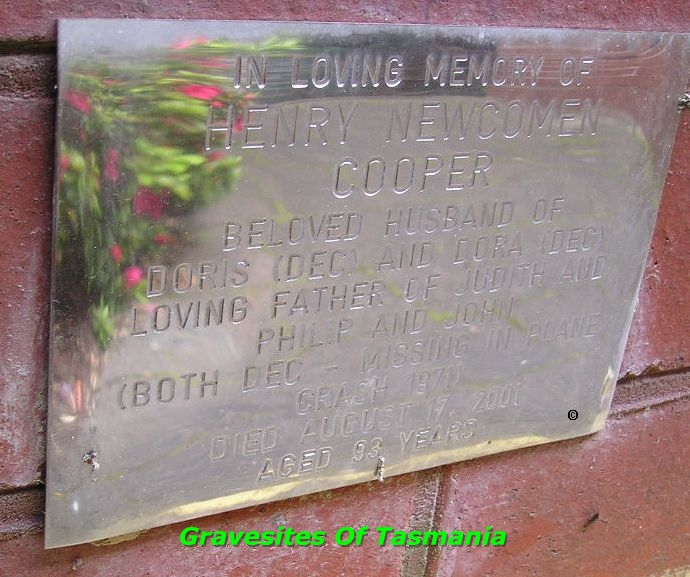 IN LOVING MEMORY OF
HENRY NEWCOMEN
COOPER
BELOVED HUSBAND OF
DORIS (DEC) AND DORA (DEC)
LOVING FATHER OF JUDITH AND
PHILIP AND JOHN
(BOTH DEC - MISSING IN PLANE
CRASH 1971)
DIED AUGUST 17, 2001
AGED 93 YEARS
©
Gravesites Of Tasmania